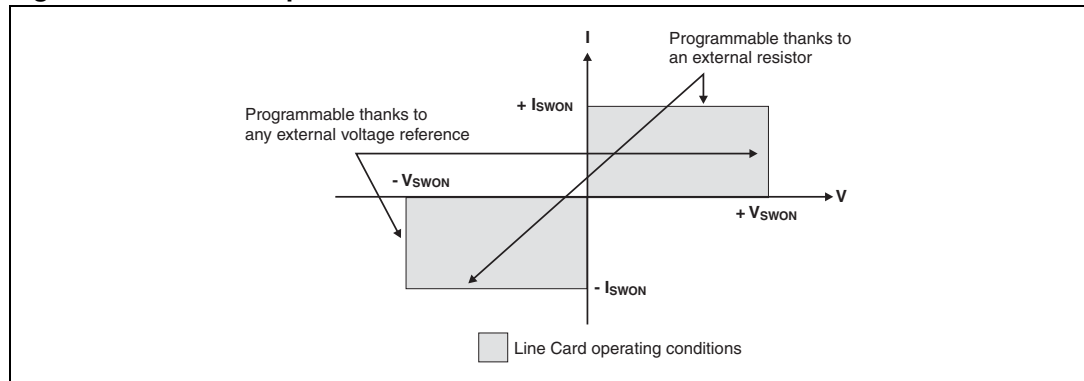 I
Programmable thanks to
an external resistor
+ ISWON
Programmable thanks to
any external voltage reference
- VSWON
V
+ VSWON
- ISWON
Line Card operating conditions